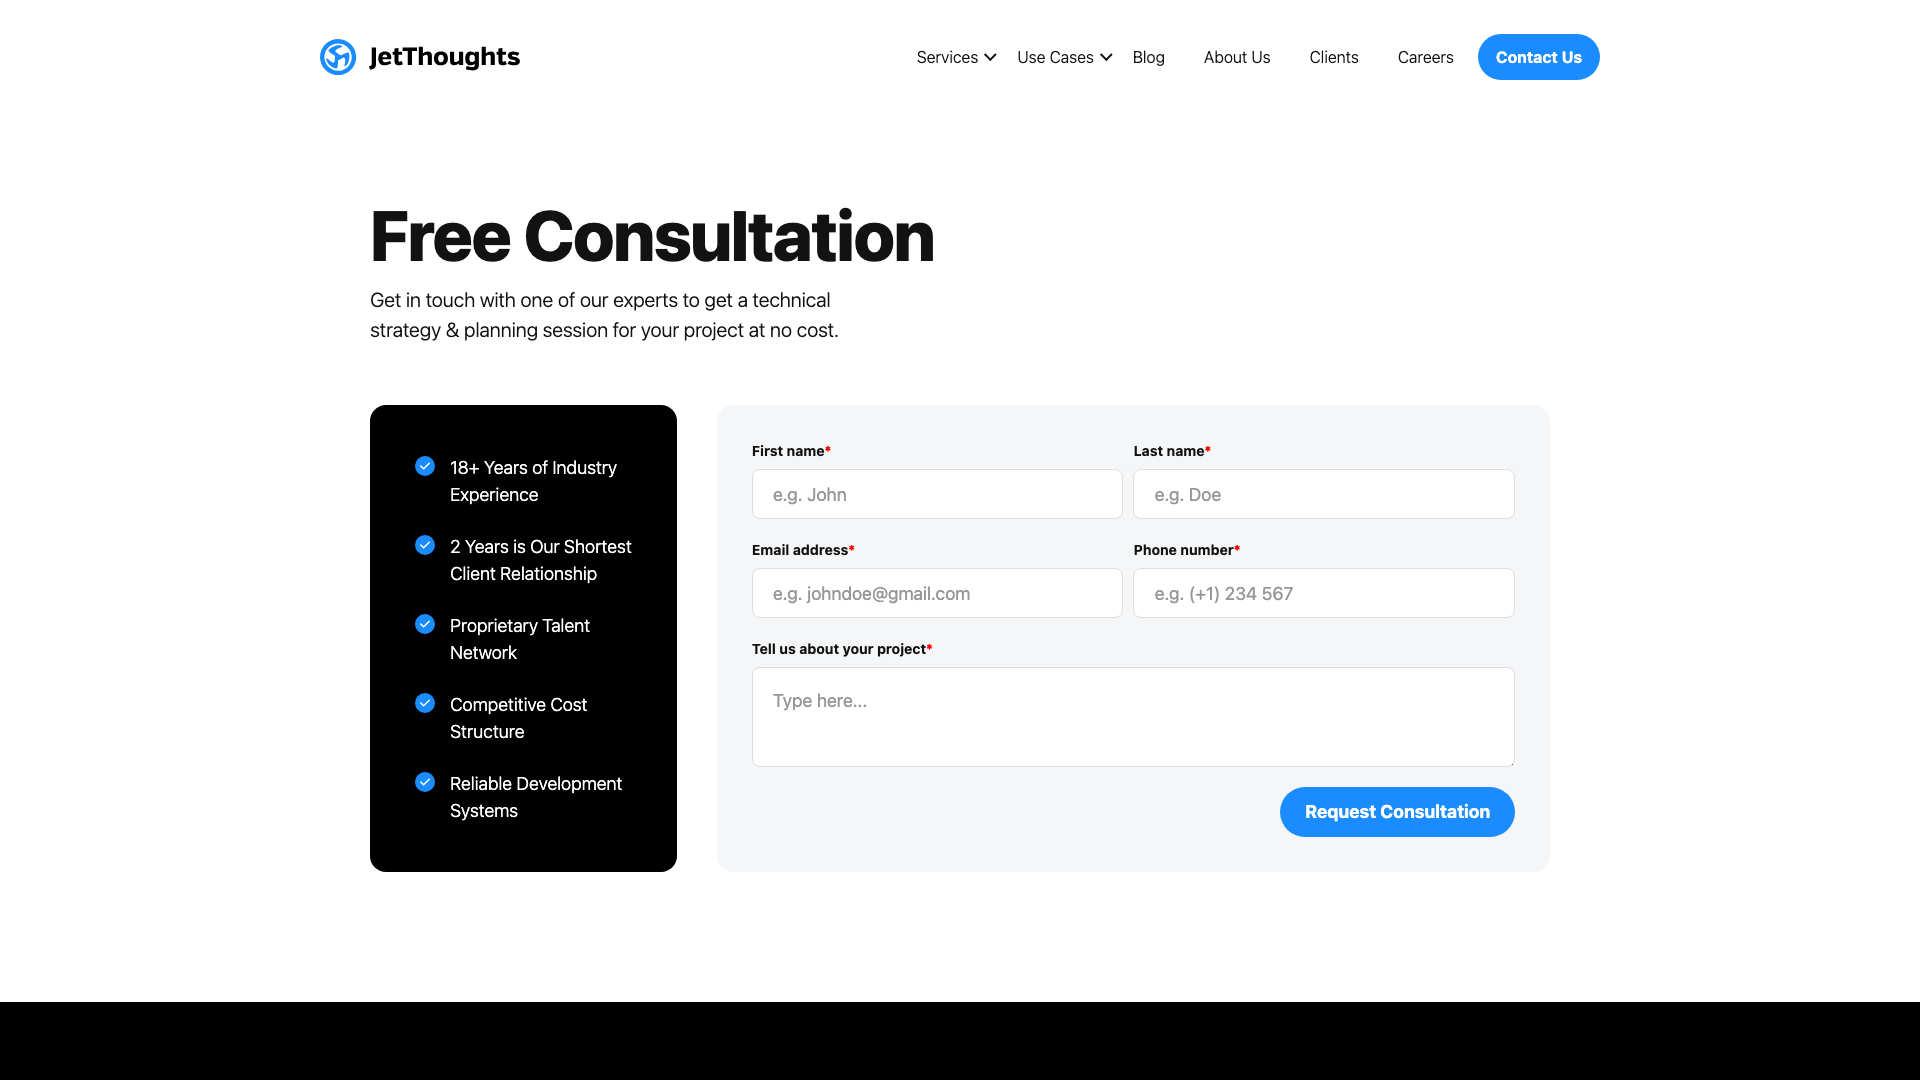 JetThoughts
Services
Use Cases
Blog
About Us
Clients
Careers
Contact Us
Free Consultation
Get in touch with one of our experts to get a technical
strategy & planning session for your project at no cost.
18+ Years of Industry
Experience
2 Years is Our Shortest
Client Relationship
Proprietary Talent
Network
Competitive Cost
Structure
Reliable Development
Systems
First name*
Last name*
e.g. John
e.g. Doe
Email address*
Phone number*
e.g. johndoe@gmail.com
e.g. (+1) 234 567
Tell us about your project*
Type here...
Request Consultation